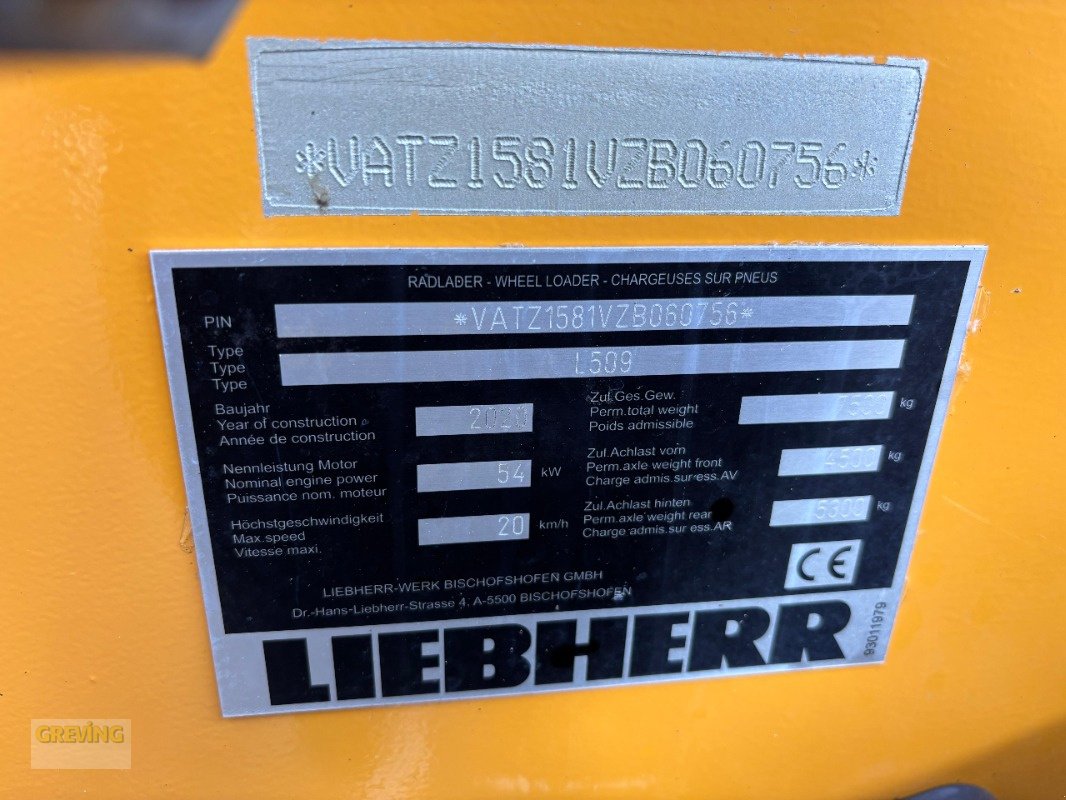 *VATZ1581VZB060756*
RADLADER - WHEEL LOADER - CHARGEUSES SUR PNEUS
PIN *VATZ1581VZB060756*
Type
Type L509
Type
Baujahr
Year of construction 2020
Année de construction
Nennleistung Motor
Nominal engine power 54 kW
Puissance nom. moteur
Höchstgeschwindigkeit
Max.speed 20 km/h
Vitesse maxi.
Zul.Ges.Gew.
Perm.total weight kg
Poids admissible
Zul.Achlast vorn
Perm.axle weight front 4500 kg
Charge admis.sur ess.AV
Zul.Achlast hinten
Perm.axle weight rear 5300 kg
Charge admis.sur ess.AR
CE
LIEBHERR-WERK BISCHOFSHOFEN GMBH
Dr.-Hans-Liebherr-Strasse 4, A-5500 BISCHOFSHOFEN
LIEBHERR
93011979
GREVING